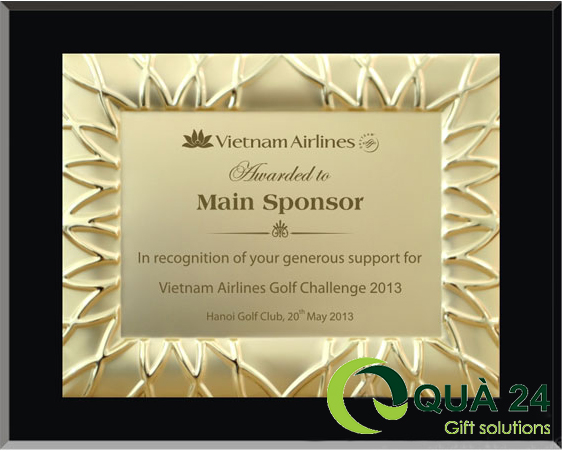 Vietnam Airlines
Awarded to
Main Sponsor
In recognition of your generous support for
Vietnam Airlines Golf Challenge 2013
Hanoi Golf Club, 20th May 2013
QUÀ 24
Gift solutions